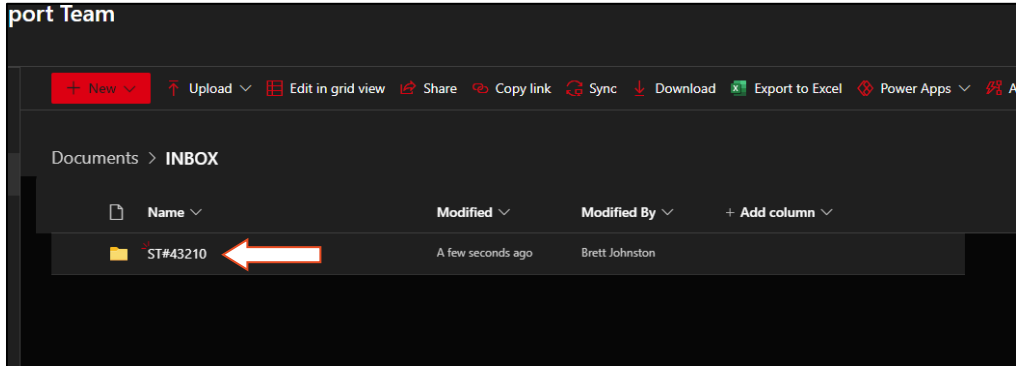 port Team
New Upload Edit in grid view Share Copy link Sync Download Export to Excel Power Apps A
Documents > INBOX
Name Modified Modified By + Add column
ST#43210 A few seconds ago Brett Johnston